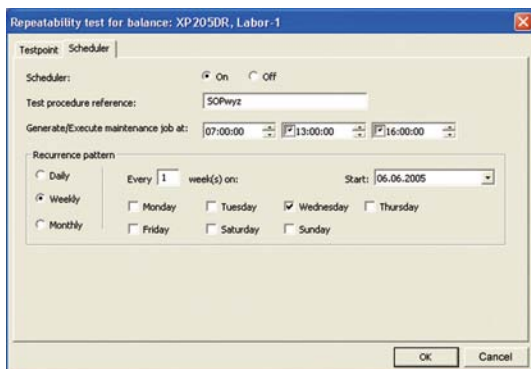 Repeatability test for balance: XP205DR, Labor-1
Testpoint Scheduler
Scheduler: On Off
Test procedure reference: SOPwyz
Generate/Execute maintenance job at: 07:00:00 13:00:00 16:00:00
Recurrence pattern
Daily Every 1 week(s) on: Start: 06.06.2005
Weekly Monday Tuesday Wednesday Thursday
Monthly Friday Saturday Sunday
OK Cancel